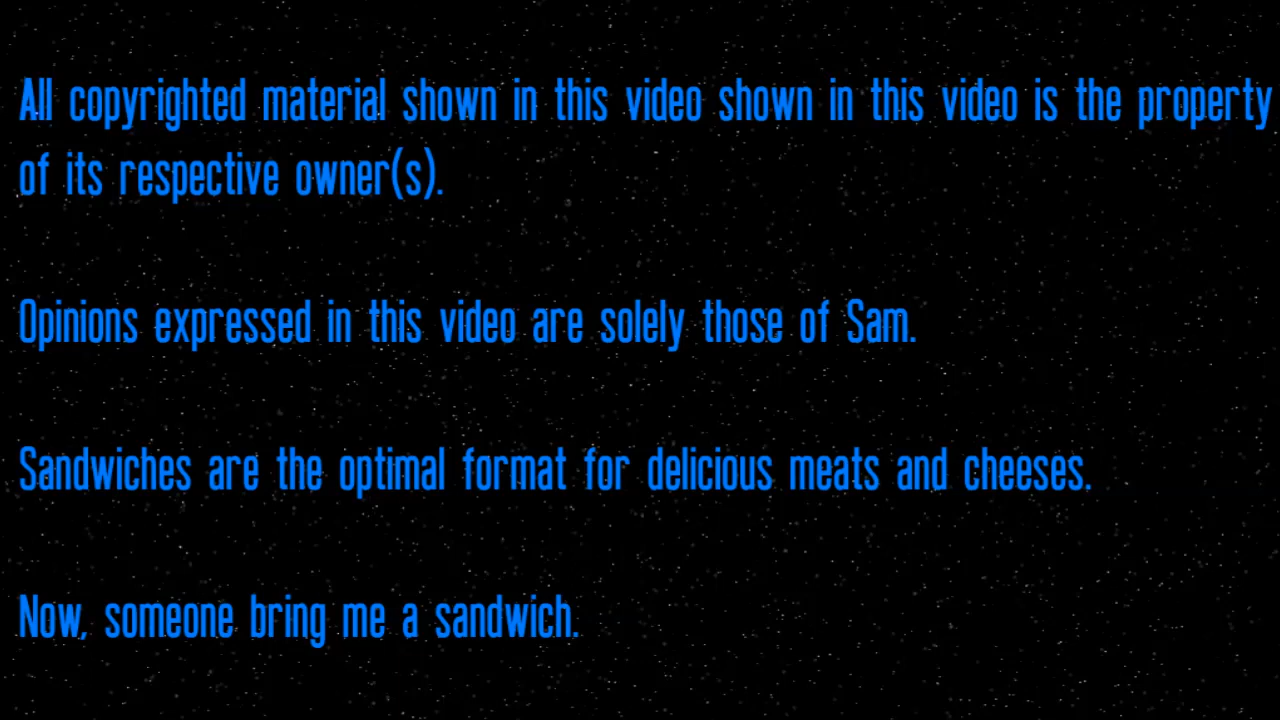 All copyrighted material shown in this video shown in this video is the property
of its respective owner(s).
Opinions expressed in this video are solely those of Sam.
Sandwiches are the optimal format for delicious meats and cheeses.
Now, someone bring me a sandwich.